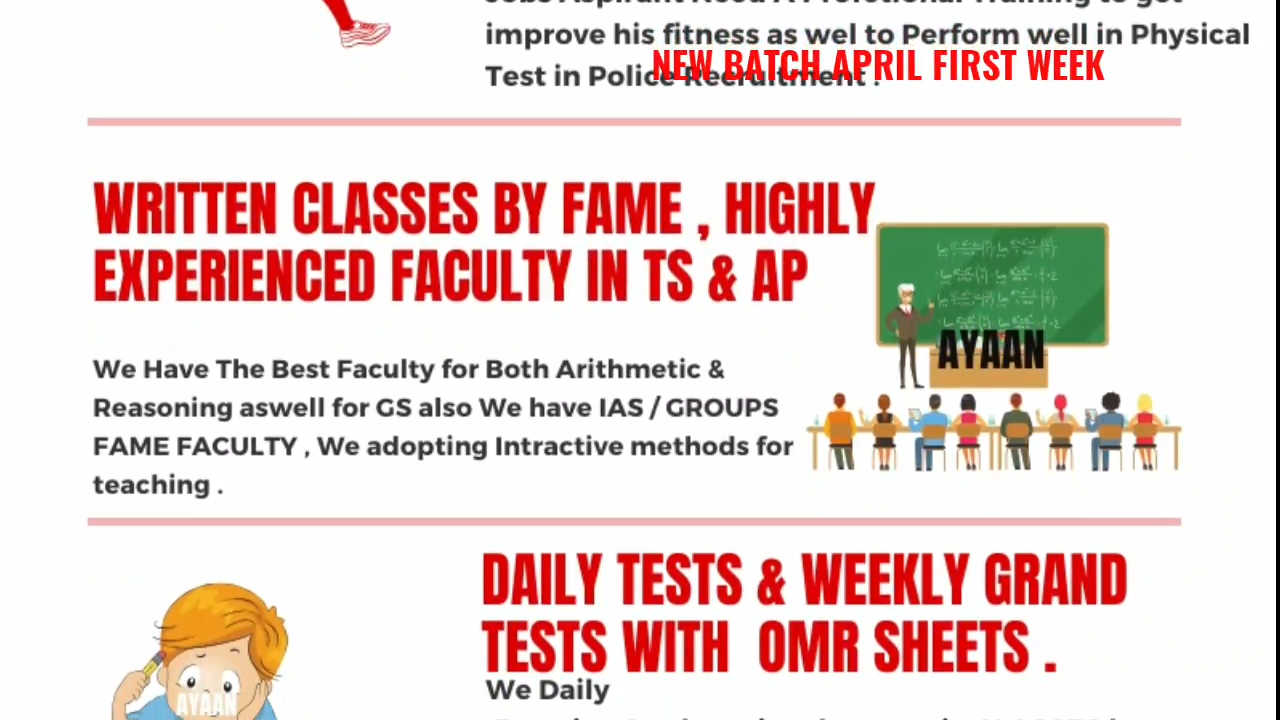 improve his fitness as wel to Perform well in Physical
Test in Police Recruitment .
NEW BATCH APRIL FIRST WEEK
WRITTEN CLASSES BY FAME , HIGHLY
EXPERIENCED FACULTY IN TS & AP
We Have The Best Faculty for Both Arithmetic &
Reasoning aswell for GS also We have IAS / GROUPS
FAME FACULTY , We adopting Intractive methods for
teaching .
AYAAN
DAILY TESTS & WEEKLY GRAND
TESTS WITH OMR SHEETS .
We Daily
AYAAN